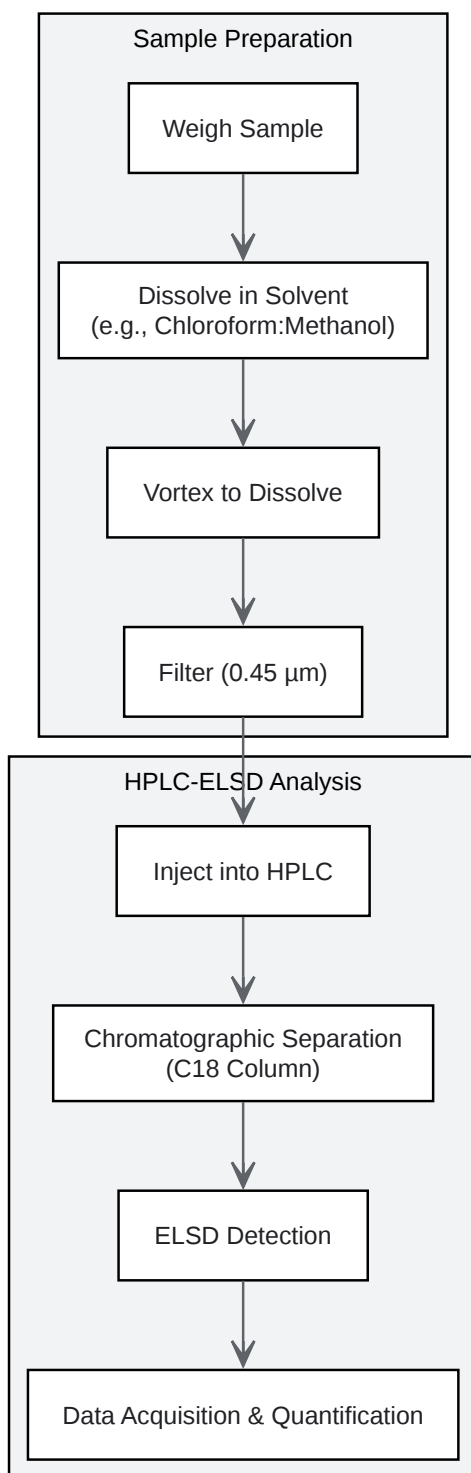 Sample Preparation
Weigh Sample
Dissolve in Solvent
(e.g., Chloroform:Methanol)
Vortex to Dissolve
Filter (0.45 µm)
HPLC-ELSD Analysis
Inject into HPLC
Chromatographic Separation
(C18 Column)
ELSD Detection
Data Acquisition & Quantification